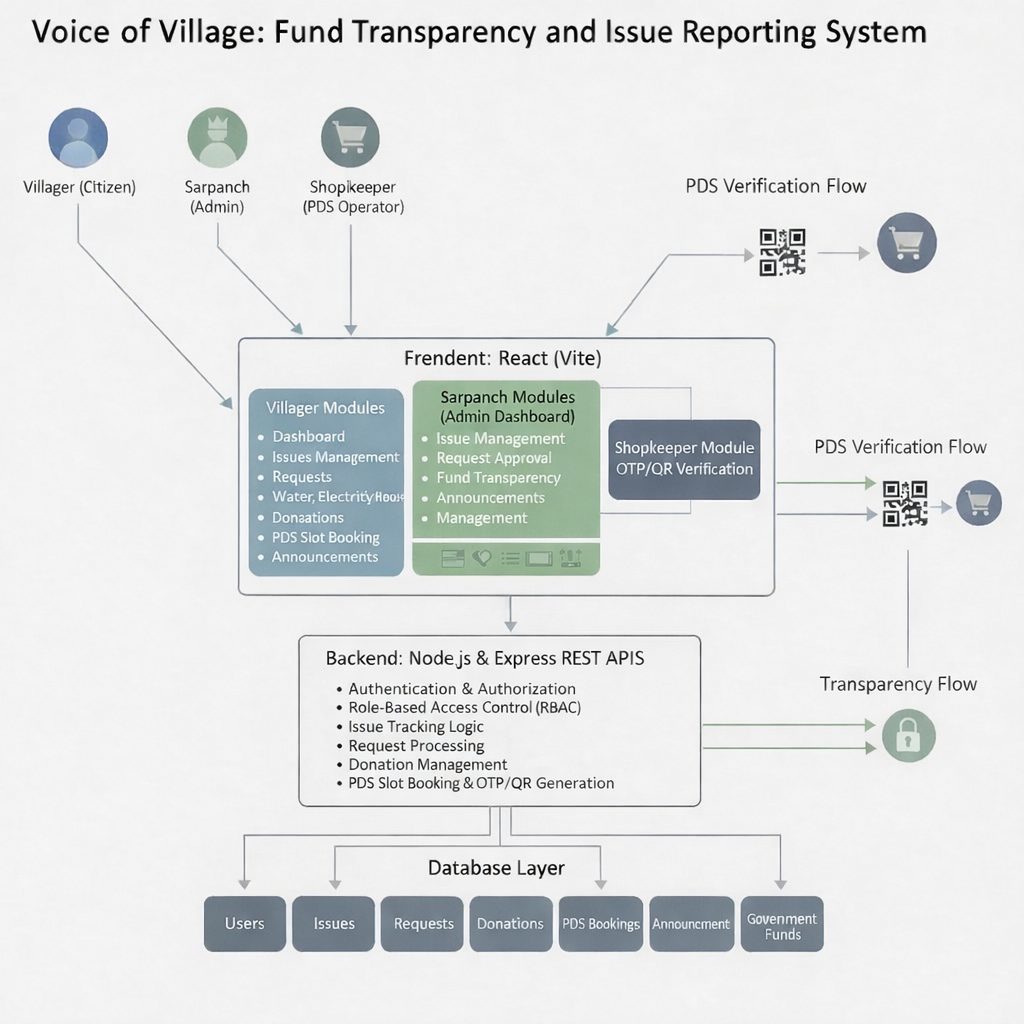 Voice of Village: Fund Transparency and Issue Reporting System
Villager (Citizen)
Sarpanch
(Admin)
Shoplkeeper
(PDS Operator)
PDS Verification Flow
Frendent: React (Vite)
Villager Modules
• Dashboard
• Issues Management
• Requests
• Water, Electricity
• Donaations
• PDS Slot Booking
• Announcements
Sarpanch Modules
(Admin Dashboard)
• Issue Management
• Request Approval
• Fund Transparency
• Announcements
• Management
Shopkeeper Module
OTP/QR Verification
PDS Verification Flow
Backend: Node.js & Express REST APIS
• Authentication & Authorization
• Role-Based Access Control (RBAC)
• Issue Tracking Logic
• Request Processing
• Donation Management
• PDS Slot Booking & OTP/QR Generation
Transparency Flow
Database Layer
Users
Issues
Requests
Donations
PDS Bookings
Announcment
Government
Funds